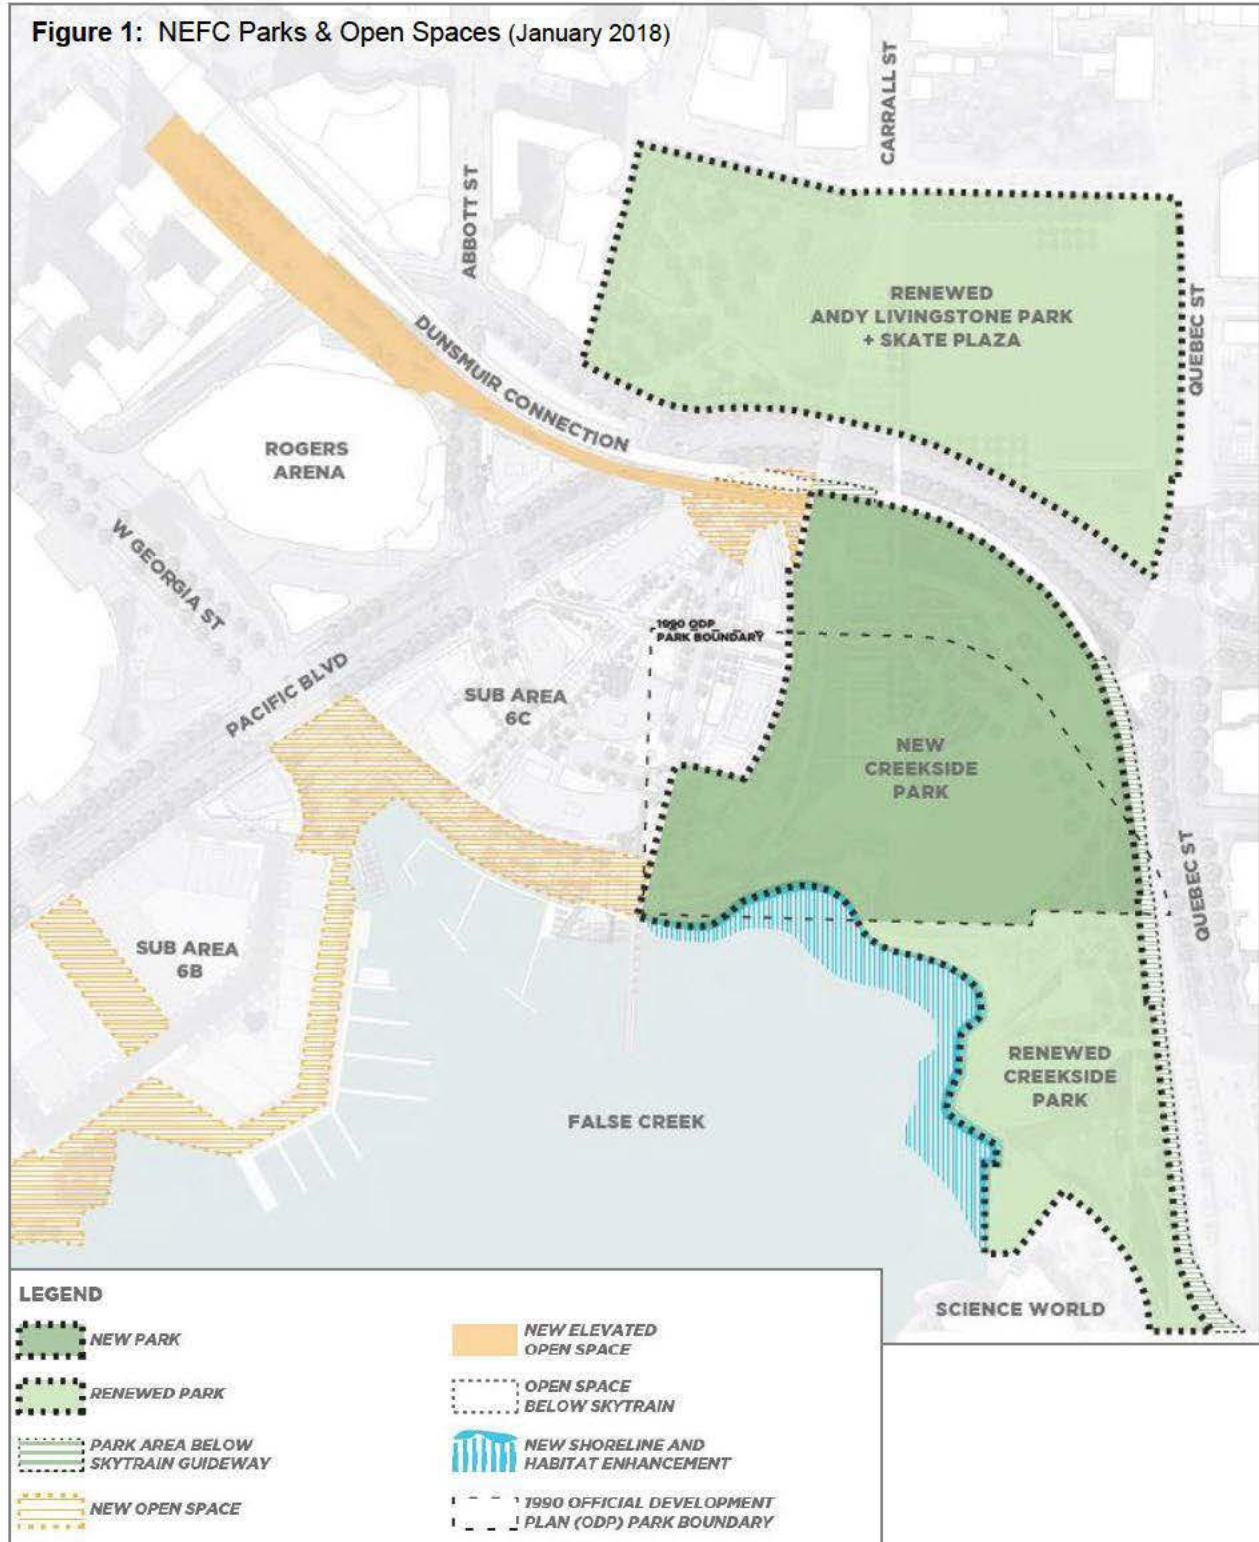 Figure 1: NEFC Parks & Open Spaces (January 2018)
CARRALL ST
ABBOTT ST
RENEWED
ANDY LIVINGSTONE PARK
+ SKATE PLAZA
QUEBEC ST
DUNSMUIR CONNECTION
ROGERS
ARENA
W GEORGIA ST
1990 ODP
PARK BOUNDARY
PACIFIC BLVD
SUB AREA
6C
NEW
CREEKSIDE
PARK
QUEBEC ST
SUB AREA
6B
RENEWED
CREEKSIDE
PARK
FALSE CREEK
SCIENCE WORLD
LEGEND
NEW PARK
RENEWED PARK
PARK AREA BELOW
SKYTRAIN GUIDEWAY
NEW OPEN SPACE
NEW ELEVATED
OPEN SPACE
OPEN SPACE
BELOW SKYTRAIN
NEW SHORELINE AND
HABITAT ENHANCEMENT
1990 OFFICIAL DEVELOPMENT
PLAN (ODP) PARK BOUNDARY